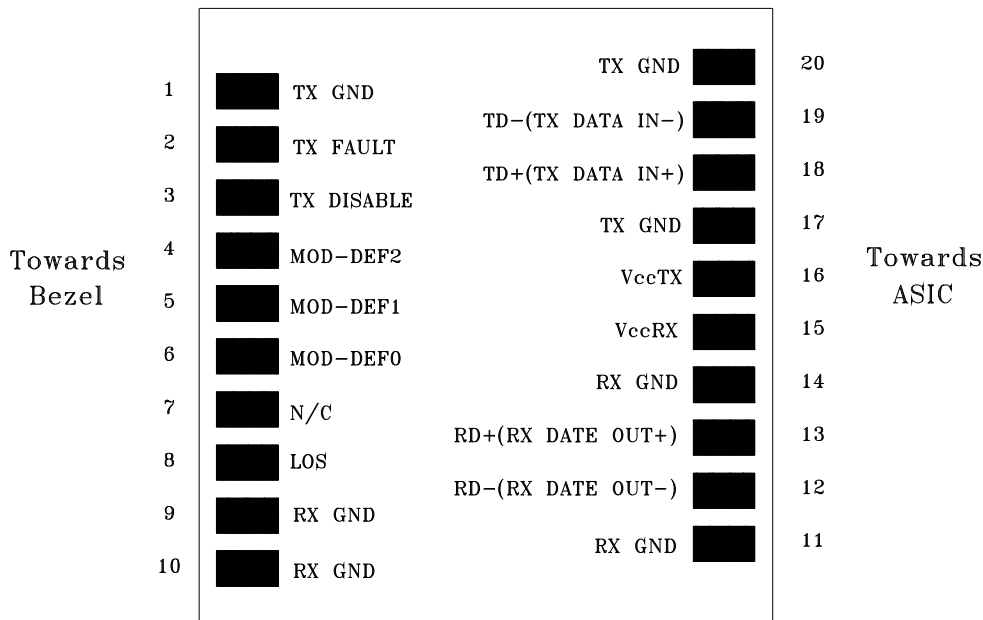 Towards
Bezel
1 TX GND
2 TX FAULT
3 TX DISABLE
4 MOD-DEF2
5 MOD-DEF1
6 MOD-DEF0
7 N/C
8 LOS
9 RX GND
10 RX GND
TX GND 20
TD-(TX DATA IN-) 19
TD+(TX DATA IN+) 18
TX GND 17
VccTX 16
VccRX 15
RX GND 14
RD+(RX DATE OUT+) 13
RD-(RX DATE OUT-) 12
RX GND 11
Towards
ASIC